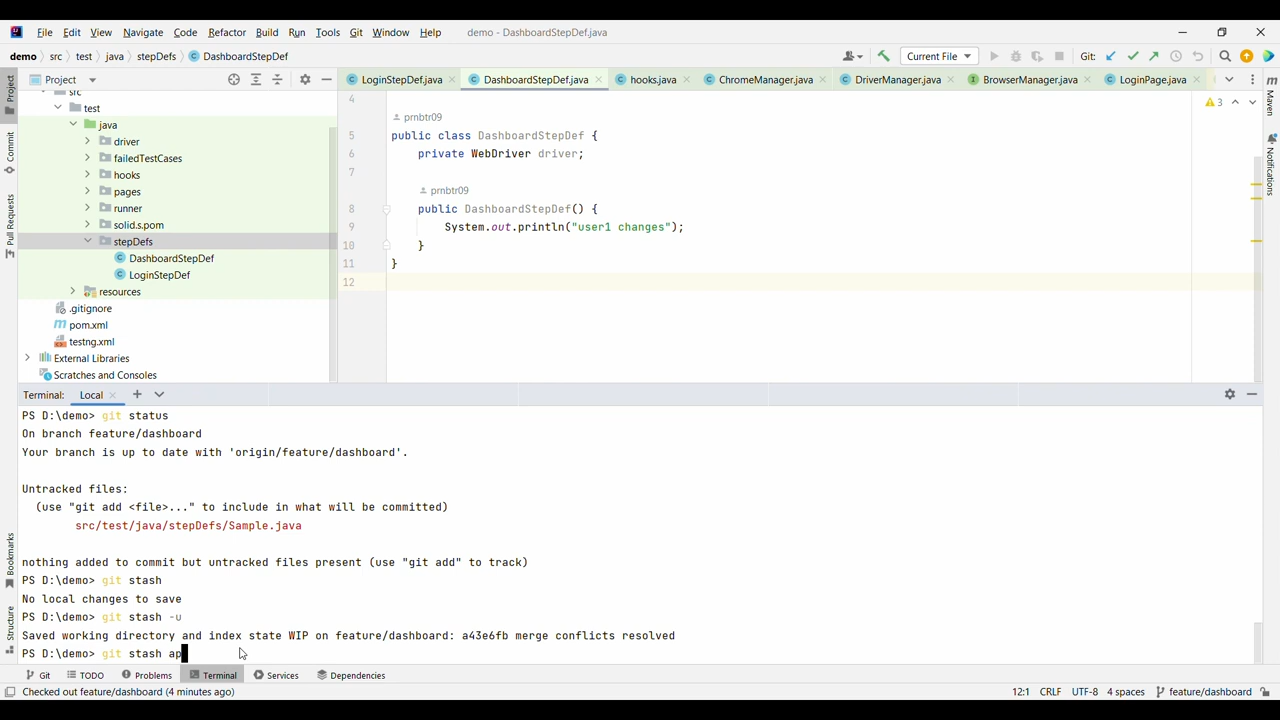 File Edit View Navigate Code Refactor Build Run Tools Git Window Help demo - DashboardStepDef.java
demo src test java stepDefs DashboardStepDef Current File Git:
Project LoginStepDef.java DashboardStepDef.java hooks.java ChromeManager.java DriverManager.java BrowserManager.java LoginPage.java
Project
Commit
Pull Requests
Bookmarks
Structure
Maven
Notifications
src
test
java
driver
failedTestCases
hooks
pages
runner
solid.s.pom
stepDefs
DashboardStepDef
LoginStepDef
resources
.gitignore
pom.xml
testng.xml
External Libraries
Scratches and Consoles
4
3
prnbtr09
5 public class DashboardStepDef {
6 private WebDriver driver;
7
prnbtr09
8 public DashboardStepDef() {
9 System.out.println("user1 changes");
10 }
11 }
12
Terminal: Local
PS D:\demo> git status
On branch feature/dashboard
Your branch is up to date with 'origin/feature/dashboard'.
Untracked files:
(use "git add <file>..." to include in what will be committed)
src/test/java/stepDefs/Sample.java
nothing added to commit but untracked files present (use "git add" to track)
PS D:\demo> git stash
No local changes to save
PS D:\demo> git stash -u
Saved working directory and index state WIP on feature/dashboard: a43e6fb merge conflicts resolved
PS D:\demo> git stash ap
Git TODO Problems Terminal Services Dependencies
Checked out feature/dashboard (4 minutes ago) 12:1 CRLF UTF-8 4 spaces feature/dashboard